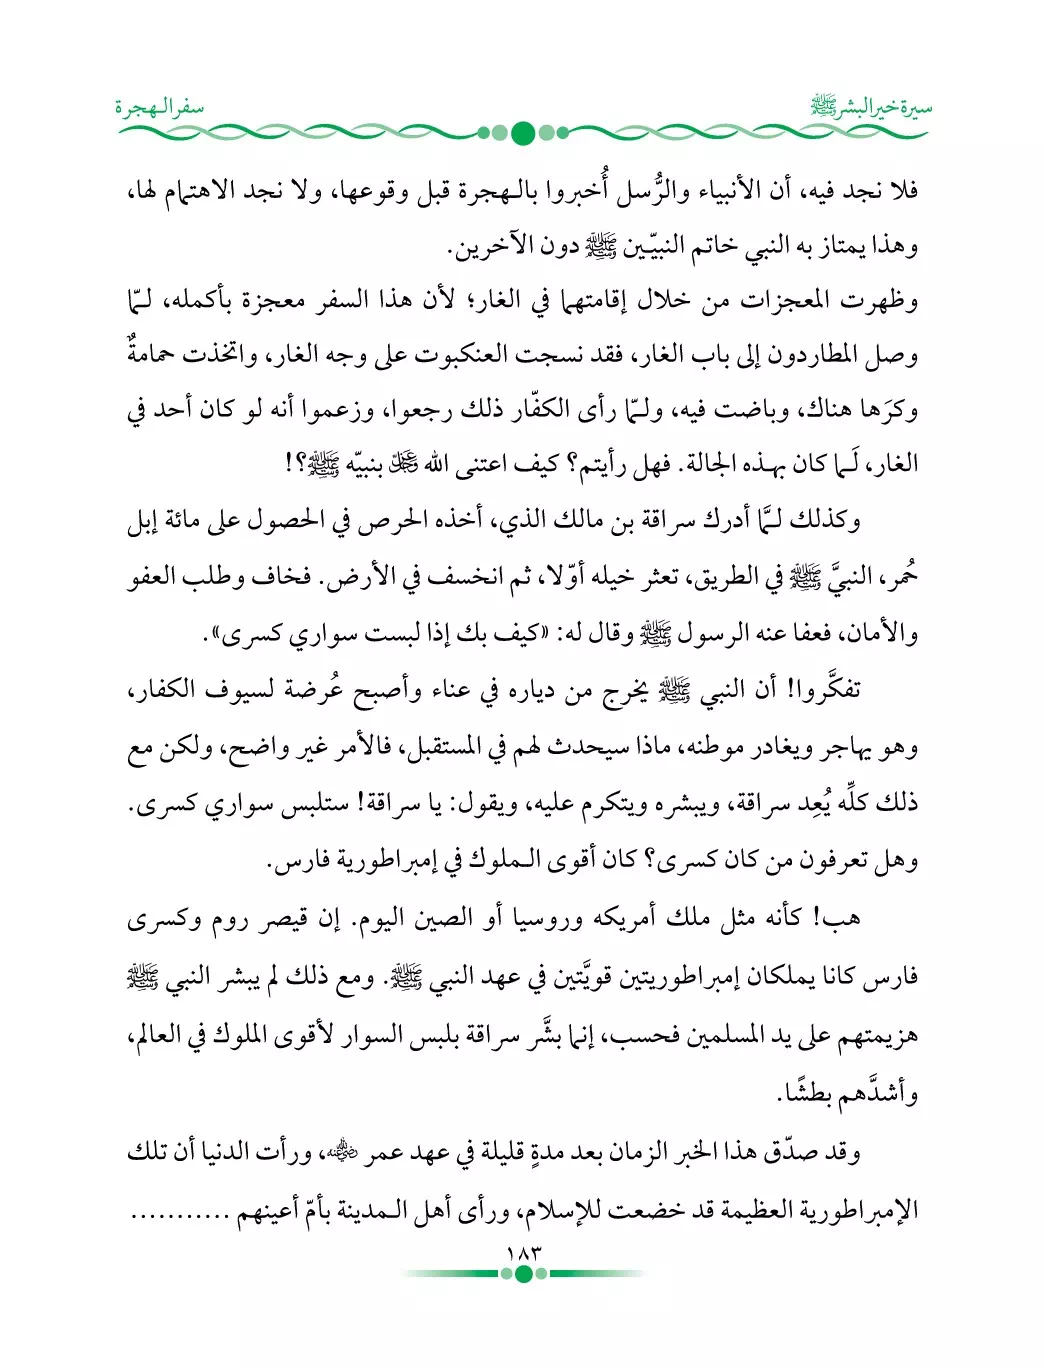 سيرة خير البشر ﷺ
سفر الـهجرة
فلا نجد فيه، أن الأنبياء والرُّسل أُخبروا بالـهجرة قبل وقوعها، ولا نجد الاهتمام لها،
وهذا يمتاز به النبي خاتم النبيّـين ﷺ دون الآخرين.
وظهرت المعجزات من خلال إقامتهما في الغار؛ لأن هذا السفر معجزة بأكمله، لـمّا
وصل المطاردون إلى باب الغار، فقد نسجت العنكبوت على وجه الغار، واتخذت حمامةٌ
وكرَها هناك، وباضت فيه، ولـمّا رأى الكفّار ذلك رجعوا، وزعموا أنه لو كان أحد في
الغار، لَـما كان بهـذه الجالة. فهل رأيتم؟ كيف اعتنى الله ﷻ بنبيّه ﷺ؟!
وكذلك لـمَّا أدرك سراقة بن مالك الذي، أخذه الحرص في الحصول على مائة إبل
حُمر، النبيَّ ﷺ في الطريق، تعثر خيله أوّلا، ثم انخسف في الأرض. فخاف وطلب العفو
والأمان، فعفا عنه الرسول ﷺ وقال له: «كيف بك إذا لبست سواري كسرى».
تفكَّروا! أن النبي ﷺ يخرج من دياره في عناء وأصبح عُرضة لسيوف الكفار،
وهو يهاجر ويغادر موطنه، ماذا سيحدث لهم في المستقبل، فالأمر غير واضح، ولكن مع
ذلك كلِّه يُعِد سراقة، ويبشره ويتكرم عليه، ويقول: يا سراقة! ستلبس سواري كسرى.
وهل تعرفون من كان كسرى؟ كان أقوى الـملوك في إمبراطورية فارس.
هب! كأنه مثل ملك أمريكه وروسيا أو الصين اليوم. إن قيصر روم وكسرى
فارس كانا يملكان إمبراطوريتين قويَّتين في عهد النبي ﷺ. ومع ذلك لم يبشر النبي ﷺ
هزيمتهم على يد المسلمين فحسب، إنما بشَّر سراقة بلبس السوار لأقوى الملوك في العالم،
وأشدَّهم بطشًا.
وقد صدّق هذا الخبر الزمان بعد مدةٍ قليلة في عهد عمر رضي الله عنه، ورأت الدنيا أن تلك
الإمبراطورية العظيمة قد خضعت للإسلام، ورأى أهل الـمدينة بأمّ أعينهم ...........
١٨٣